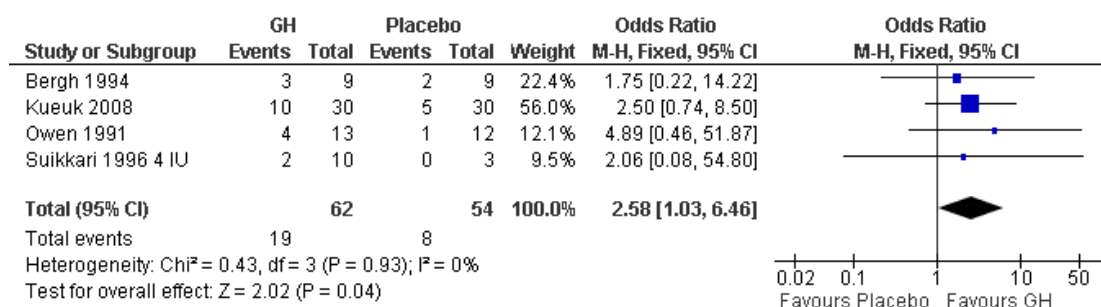 GH Placebo Odds Ratio Odds Ratio
Study or Subgroup Events Total Events Total Weight M-H, Fixed, 95% CI M-H, Fixed, 95% CI
Bergh 1994 3 9 2 9 22.4% 1.75 [0.22, 14.22]
Kueuk 2008 10 30 5 30 56.0% 2.50 [0.74, 8.50]
Owen 1991 4 13 1 12 12.1% 4.89 [0.46, 51.87]
Suikkari 1996 4 IU 2 10 0 3 9.5% 2.06 [0.08, 54.80]
Total (95% CI) 62 54 100.0% 2.58 [1.03, 6.46]
Total events 19 8
Heterogeneity: Chi² = 0.43, df = 3 (P = 0.93); I² = 0%
Test for overall effect: Z = 2.02 (P = 0.04)
0.02 0.1 1 10 50
Favours Placebo Favours GH